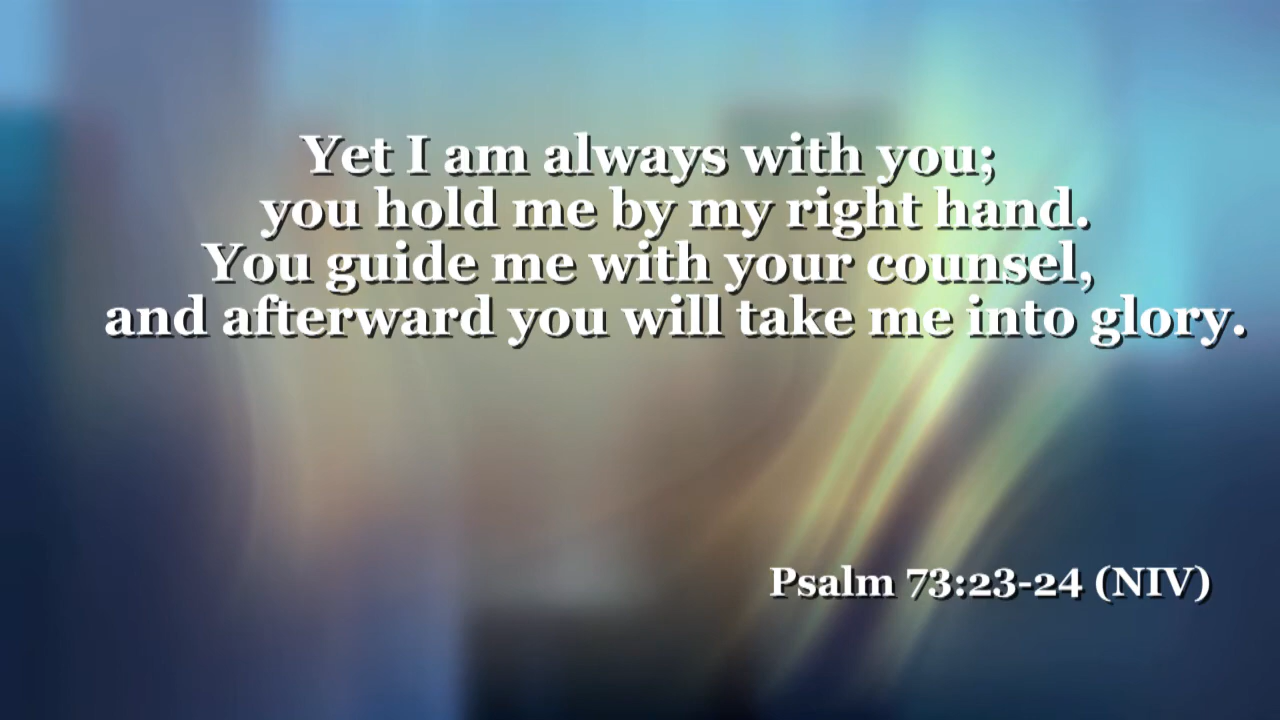 Yet I am always with you;
you hold me by my right hand.
You guide me with your counsel,
and afterward you will take me into glory.
Psalm 73:23-24 (NIV)